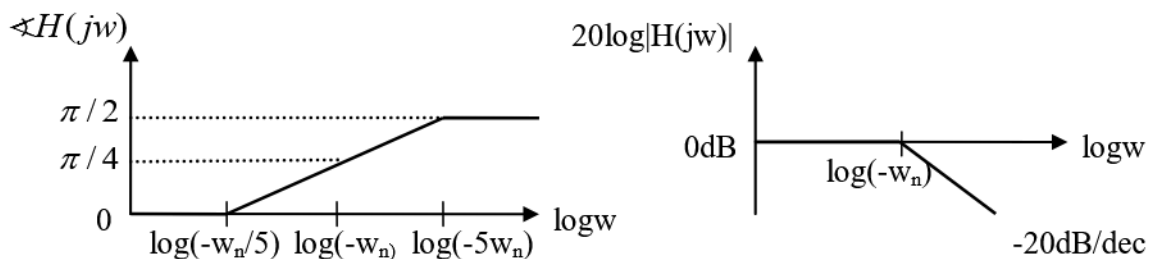 ∢H(jw)
π / 2
π / 4
0
log(-wₙ/5) log(-wₙ) log(-5wₙ)
logw
20log|H(jw)|
0dB
logw
log(-wₙ)
-20dB/dec